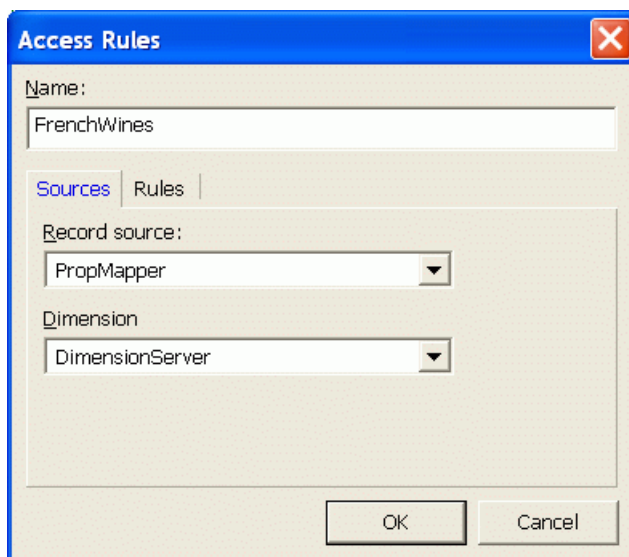 Access Rules
Name:
FrenchWines
Sources Rules
Record source:
PropMapper
Dimension
DimensionServer
OK Cancel